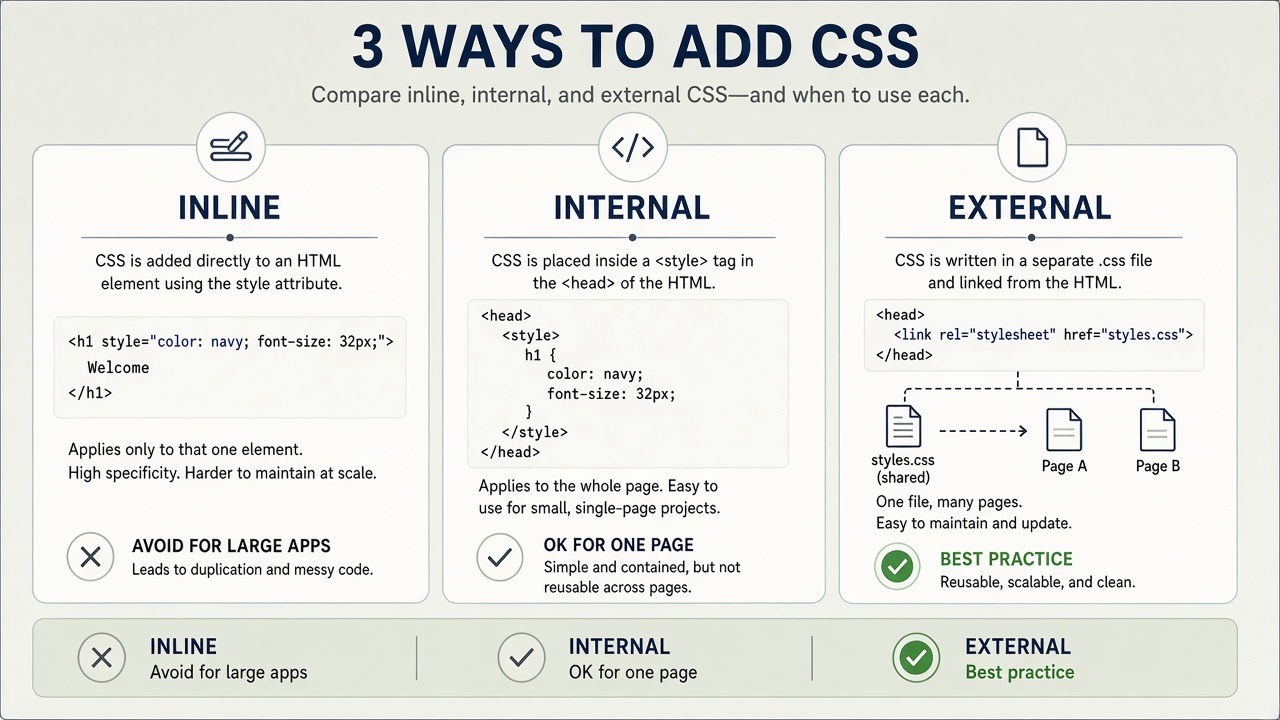 3 WAYS TO ADD CSS
Compare inline, internal, and external CSS—and when to use each.
INLINE
CSS is added directly to an HTML
element using the style attribute.
<h1 style="color: navy; font-size: 32px;">
Welcome
</h1>
Applies only to that one element.
High specificity. Harder to maintain at scale.
AVOID FOR LARGE APPS
Leads to duplication and messy code.
</>
INTERNAL
CSS is placed inside a <style> tag in
the <head> of the HTML.
<head>
<style>
h1 {
color: navy;
font-size: 32px;
}
</style>
</head>
Applies to the whole page. Easy to
use for small, single-page projects.
OK FOR ONE PAGE
Simple and contained, but not
reusable across pages.
EXTERNAL
CSS is written in a separate .css file
and linked from the HTML.
<head>
<link rel="stylesheet" href="styles.css">
</head>
styles.css
(shared)
Page A
Page B
One file, many pages.
Easy to maintain and update.
BEST PRACTICE
Reusable, scalable, and clean.
INLINE
Avoid for large apps
INTERNAL
OK for one page
EXTERNAL
Best practice